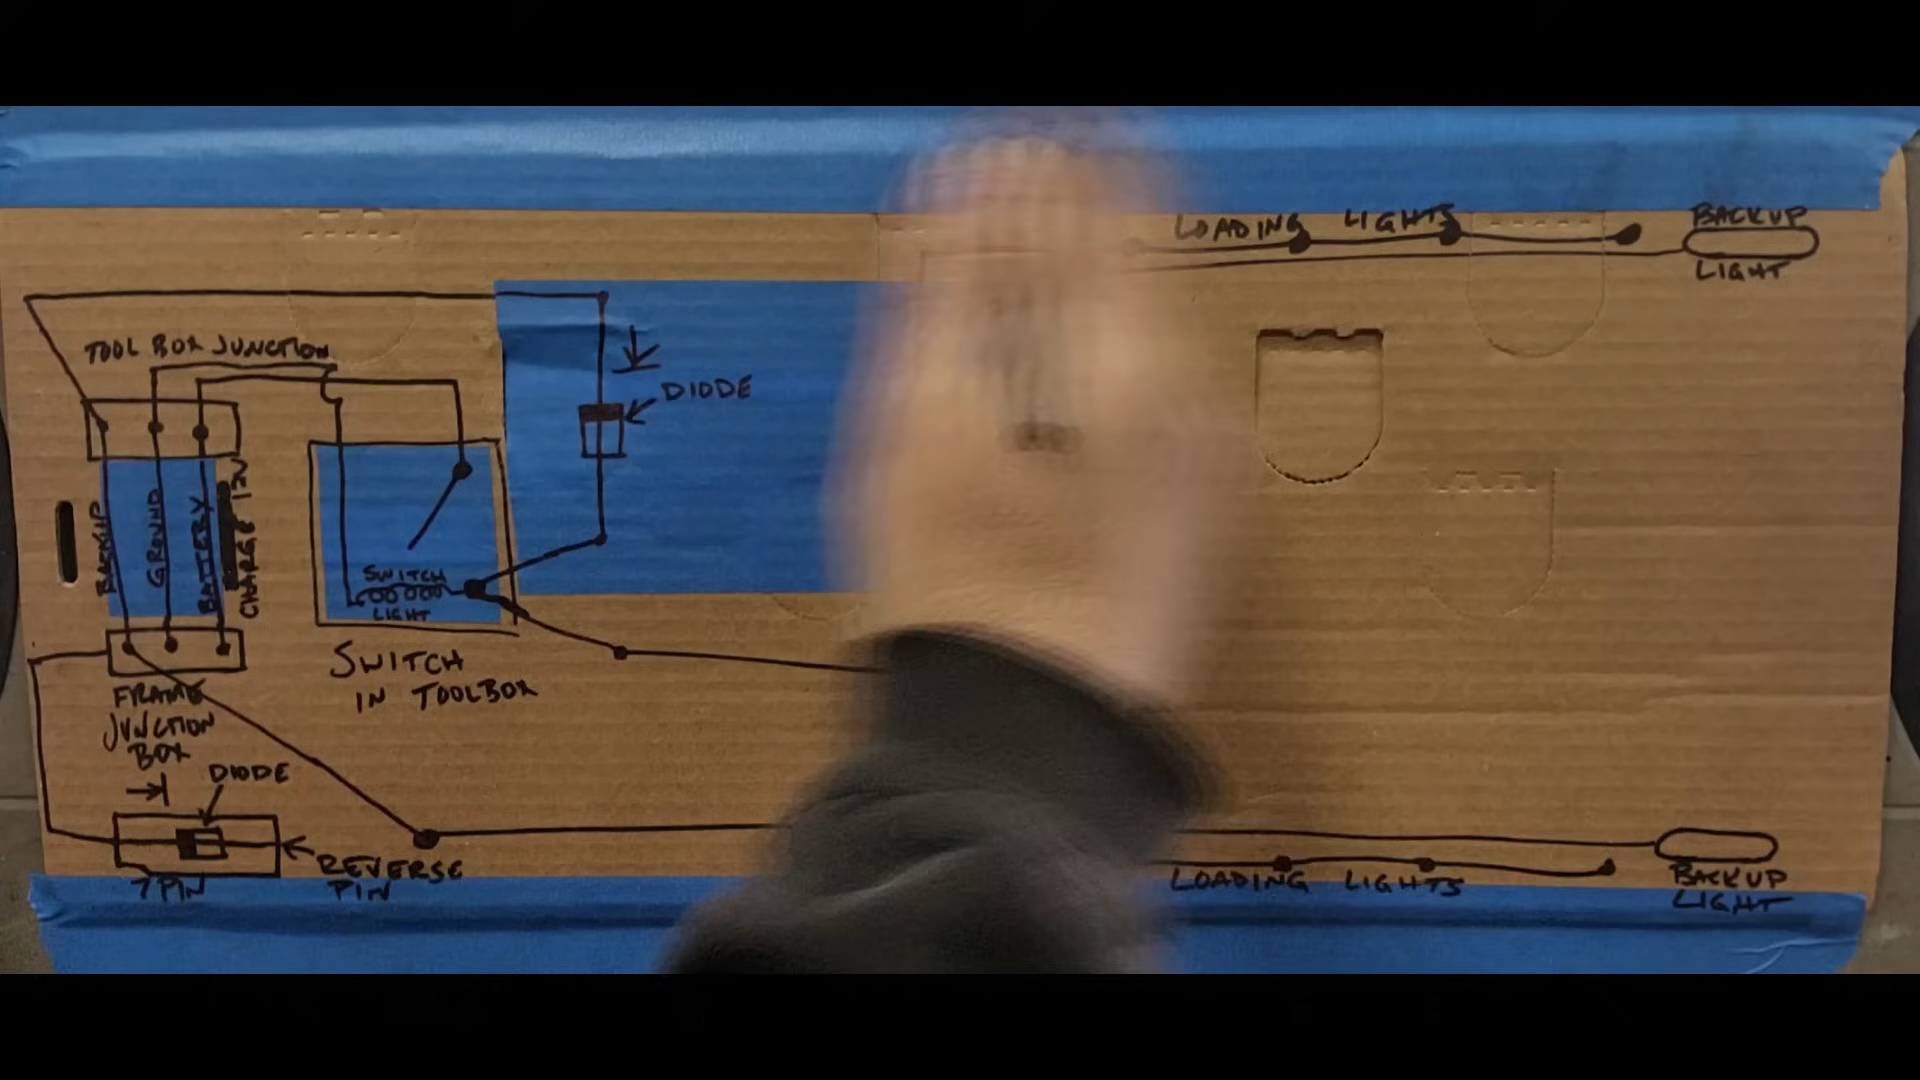 LOADING LIGHTS
BACKUP
LIGHT
TOOL BOX JUNCTION
DIODE
BACKUP
GROUND
BATTERY
CHARGE 12V
SWITCH
LIGHT
SWITCH
IN TOOLBOX
FRAME
JUNCTION
BOX
DIODE
REVERSE
PIN
7 PIN
LOADING LIGHTS
BACKUP
LIGHT